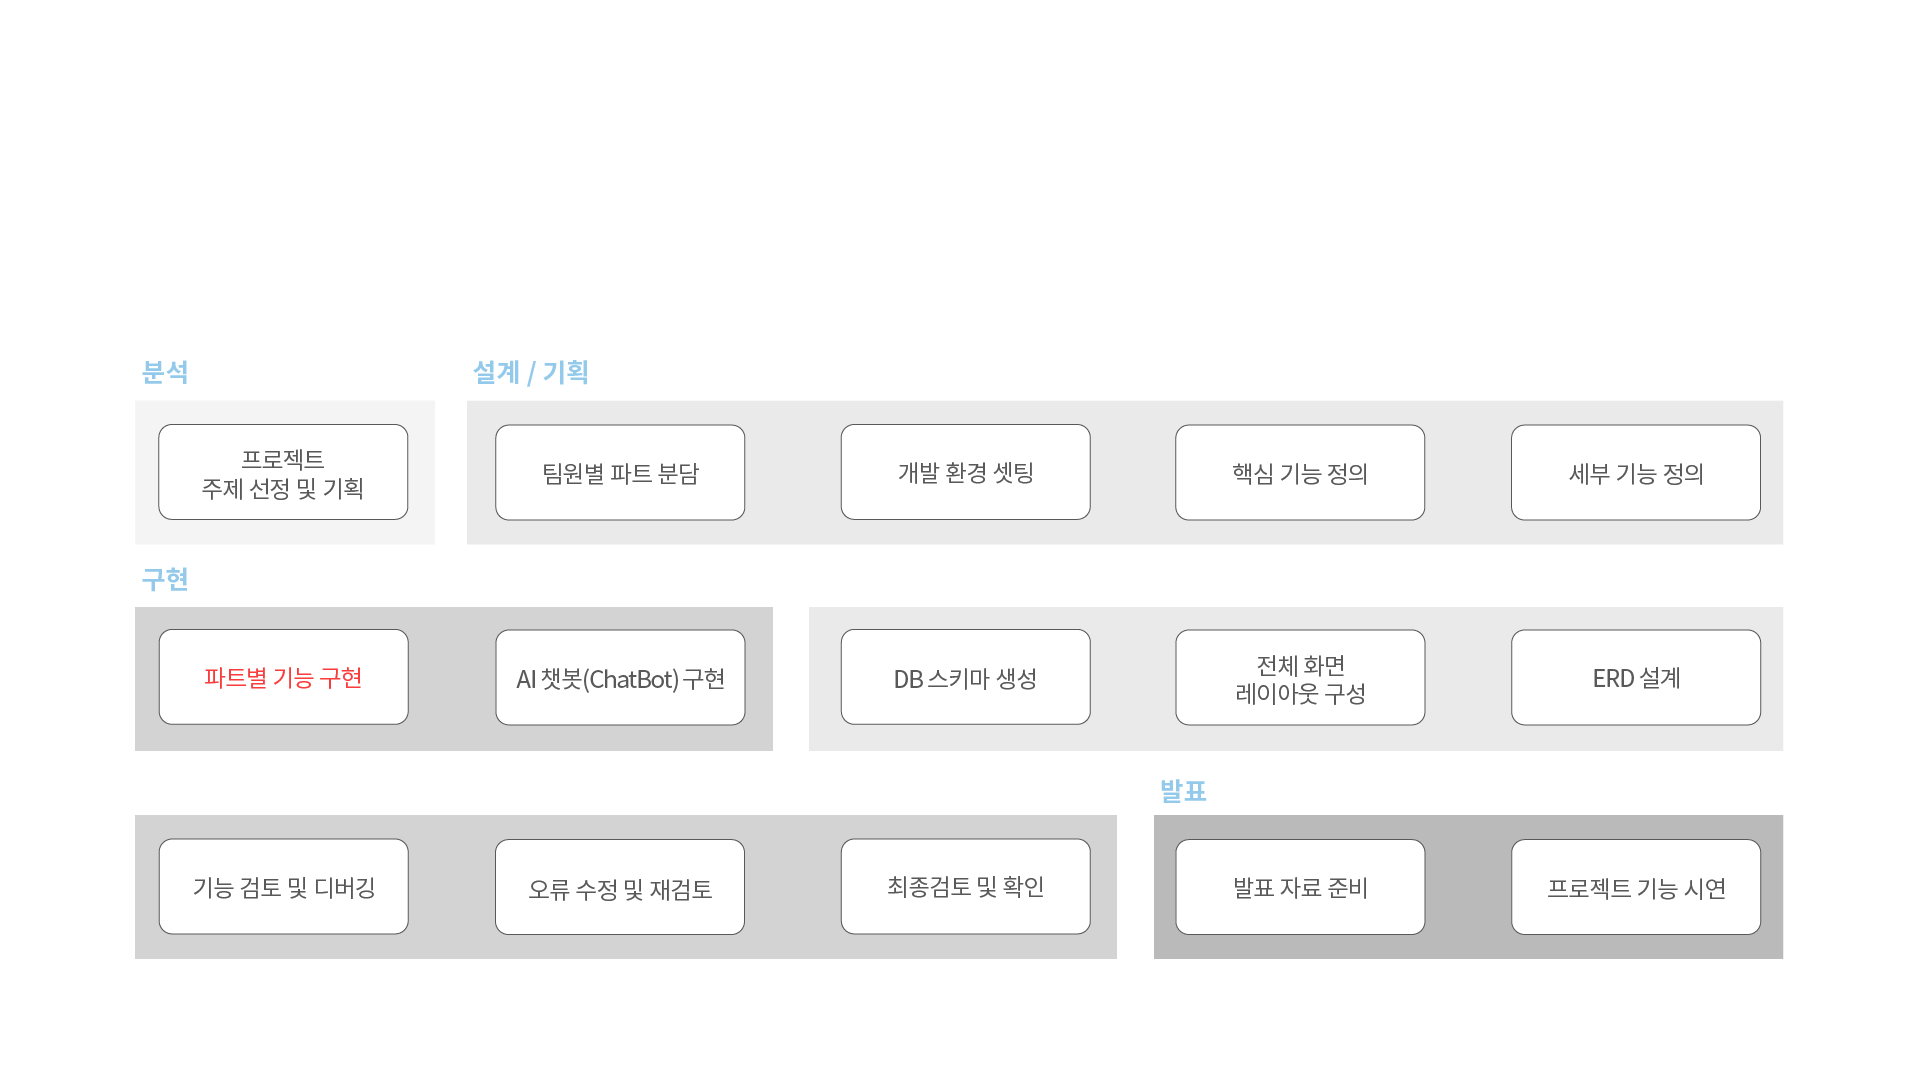 분석
설계 / 기획
프로젝트
주제 선정 및 기획
팀원별 파트 분담
개발 환경 셋팅
핵심 기능 정의
세부 기능 정의
구현
파트별 기능 구현
AI 챗봇(ChatBot) 구현
DB 스키마 생성
전체 화면
레이아웃 구성
ERD 설계
발표
기능 검토 및 디버깅
오류 수정 및 재검토
최종검토 및 확인
발표 자료 준비
프로젝트 기능 시연